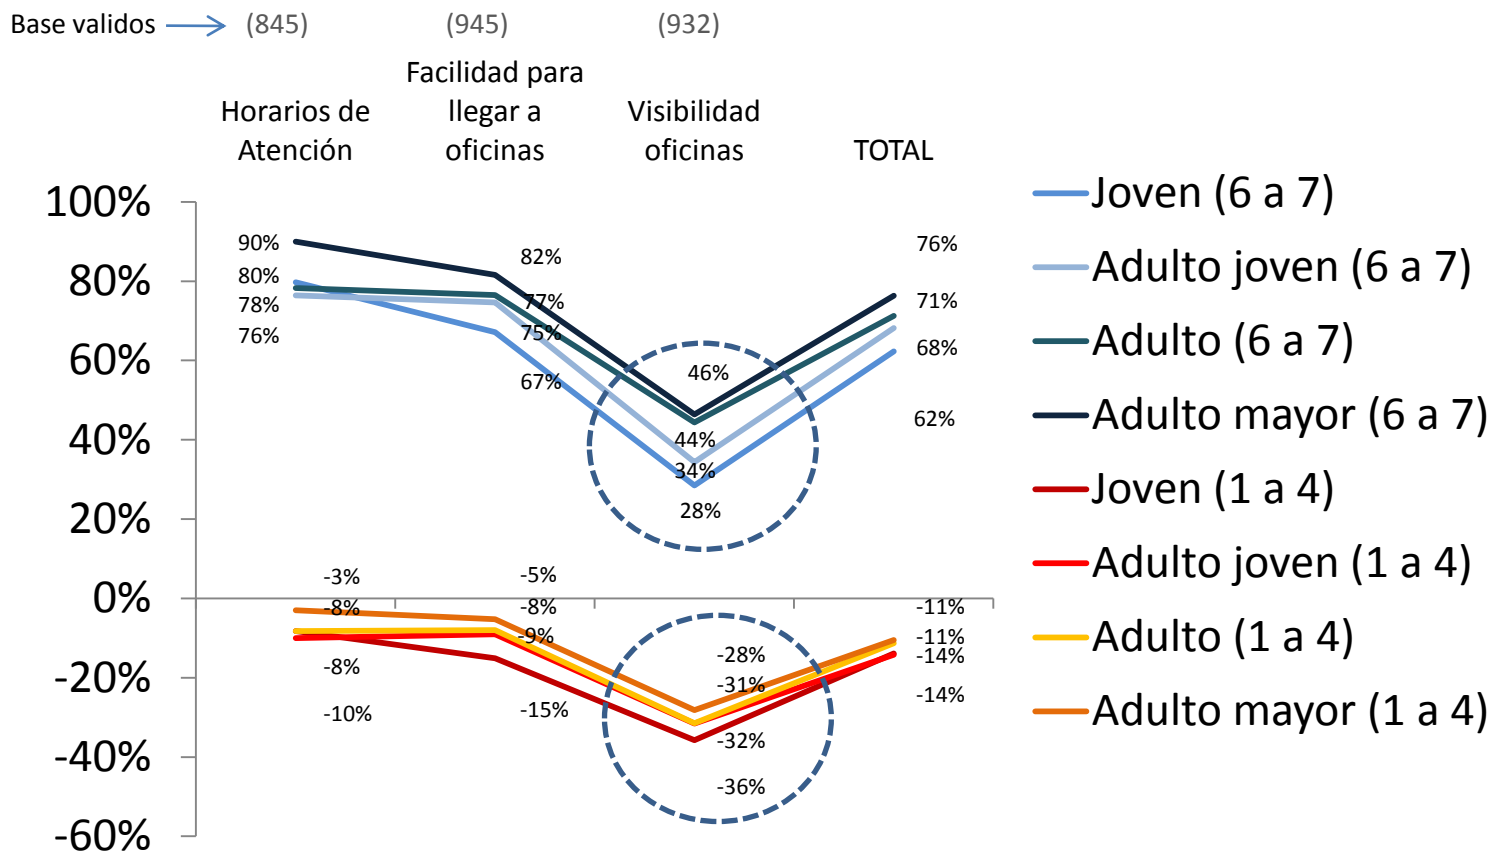 Base validos
(845)
(945)
(932)
Horarios de
Atención
Facilidad para
llegar a
oficinas
Visibilidad
oficinas
TOTAL
100%
80%
60%
40%
20%
0%
-20%
-40%
-60%
90%
80%
78%
76%
82%
77%
75%
67%
46%
44%
34%
28%
76%
71%
68%
62%
-3%
-8%
-8%
-10%
-5%
-8%
-9%
-15%
-28%
-31%
-32%
-36%
-11%
-11%
-14%
-14%
Joven (6 a 7)
Adulto joven (6 a 7)
Adulto (6 a 7)
Adulto mayor (6 a 7)
Joven (1 a 4)
Adulto joven (1 a 4)
Adulto (1 a 4)
Adulto mayor (1 a 4)